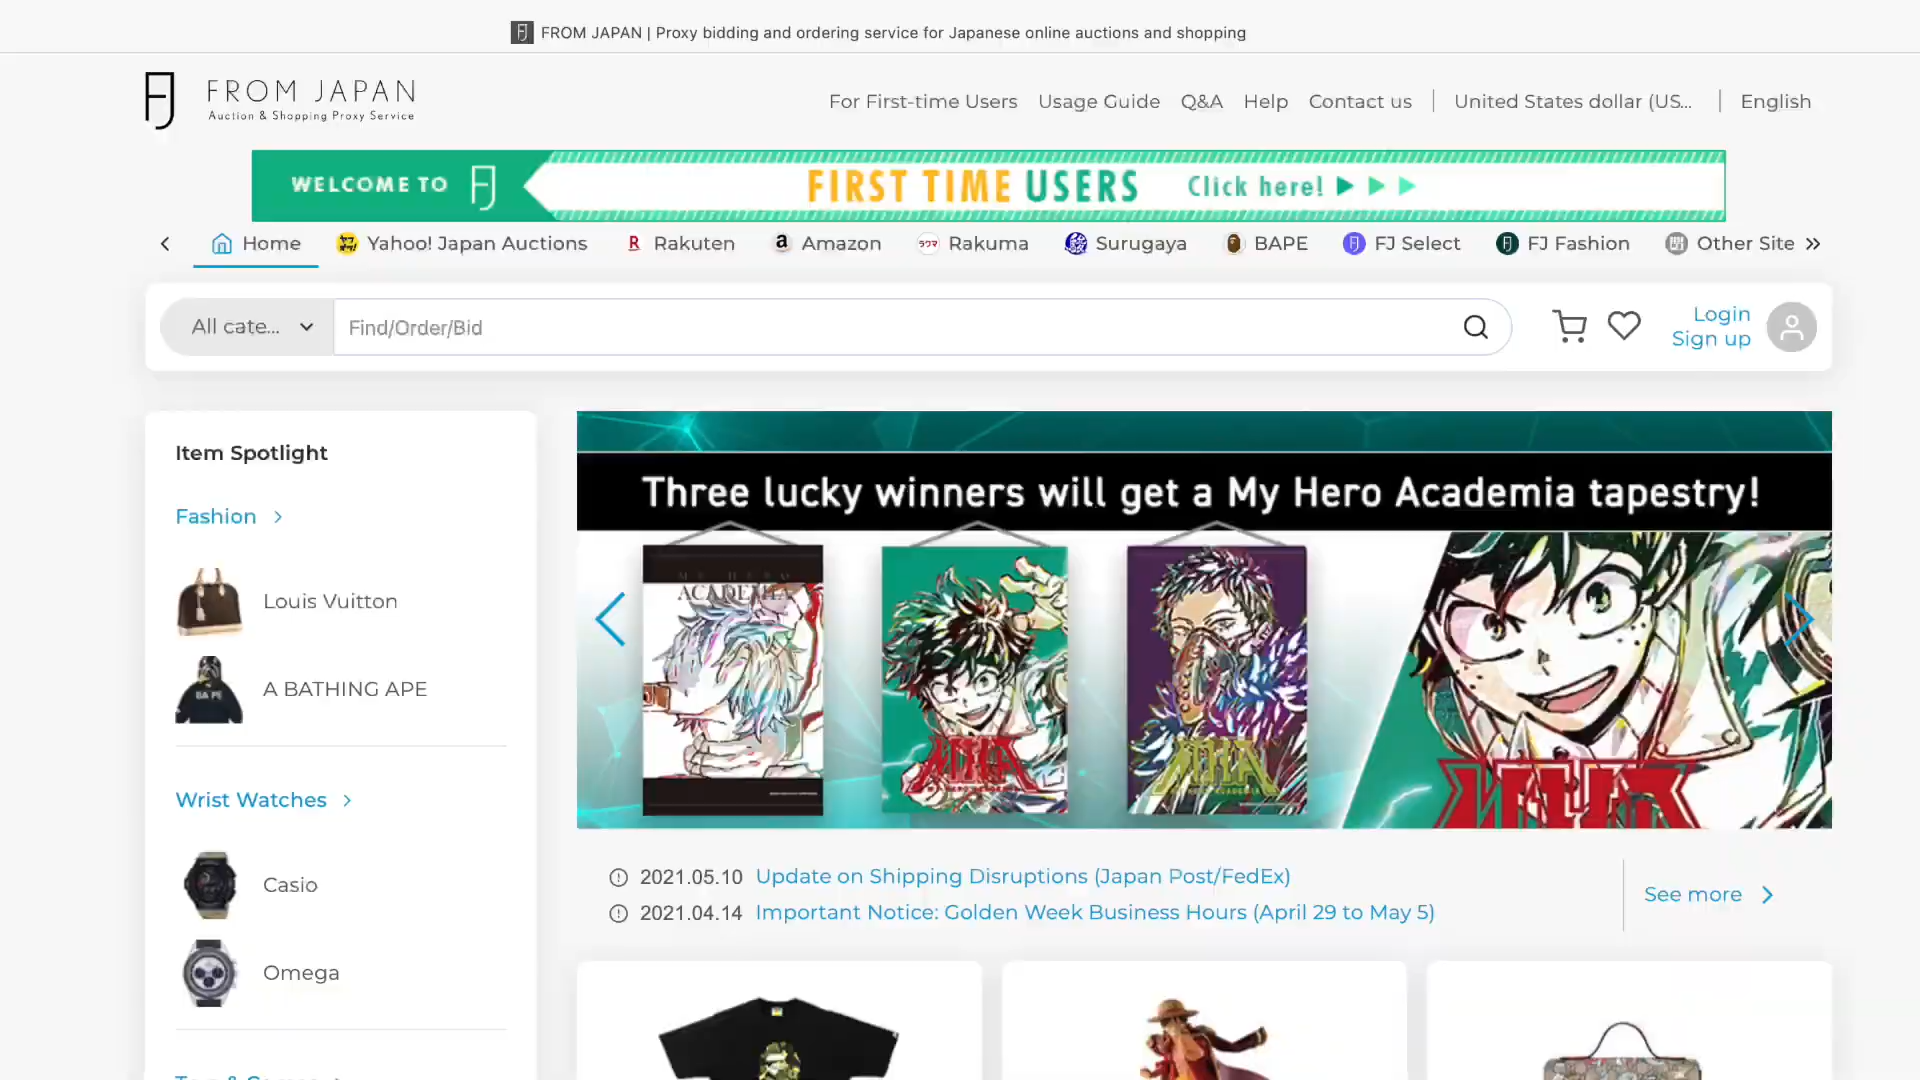 FROM JAPAN | Proxy bidding and ordering service for Japanese online auctions and shopping
FROM JAPAN
Auction & Shopping Proxy Service
For First-time Users Usage Guide Q&A Help Contact us United States dollar (US... English
WELCOME TO FJ FIRST TIME USERS Click here!
Home Yahoo! Japan Auctions Rakuten Amazon Rakuma Surugaya BAPE FJ Select FJ Fashion Other Site
All cate... Find/Order/Bid
Login
Sign up
Item Spotlight
Fashion
Louis Vuitton
A BATHING APE
Wrist Watches
Casio
Omega
Three lucky winners will get a My Hero Academia tapestry!
MY HERO
ACADEMIA
2021.05.10 Update on Shipping Disruptions (Japan Post/FedEx)
2021.04.14 Important Notice: Golden Week Business Hours (April 29 to May 5)
See more